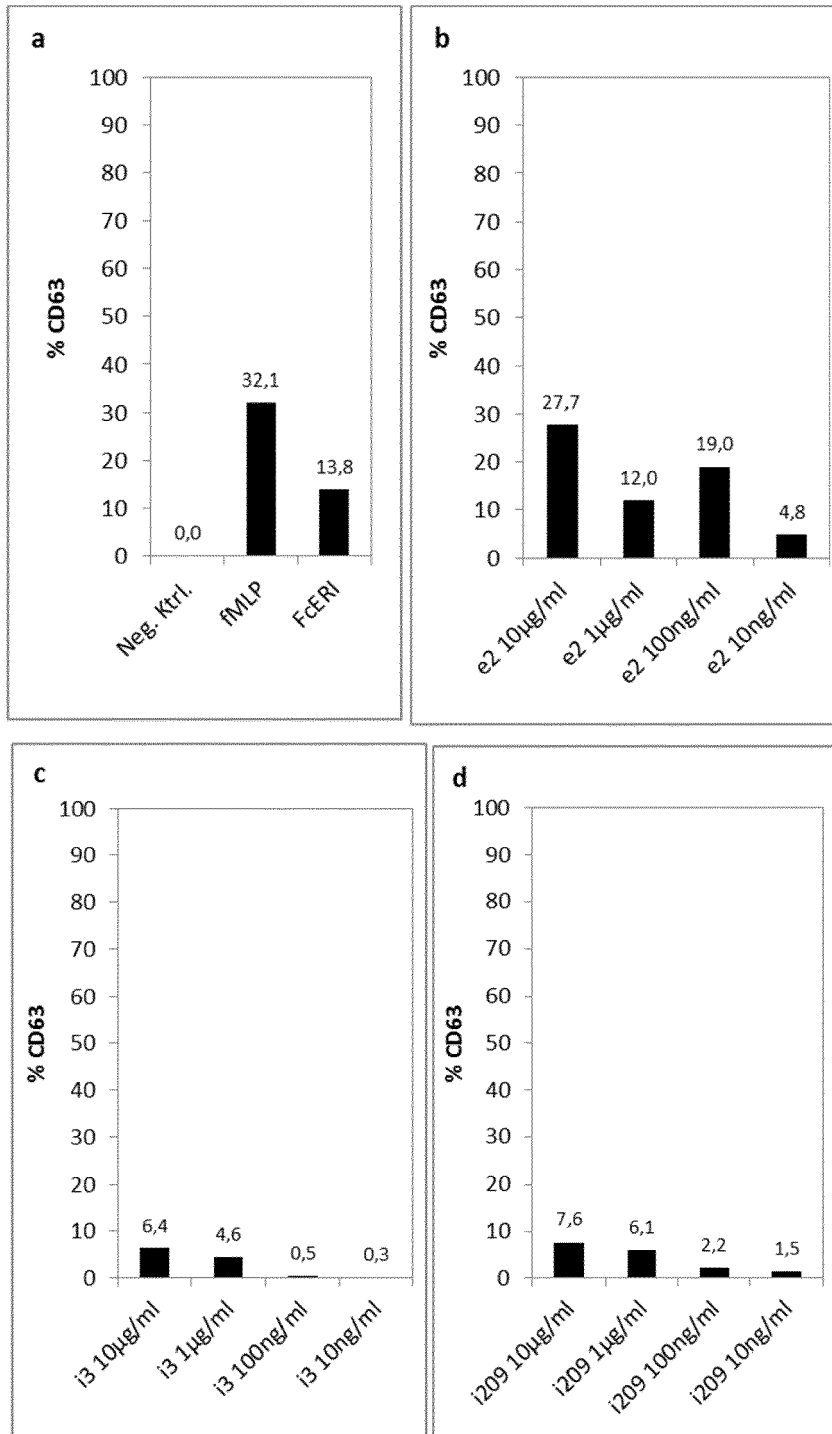 a
100
90
80
70
60
50
40
30
20
10
0
% CD63
0,0
32,1
13,8
Neg. Ktrl.
fMLP
FcERI
b
100
90
80
70
60
50
40
30
20
10
0
% CD63
27,7
12,0
19,0
4,8
e2 10µg/ml
e2 1µg/ml
e2 100ng/ml
e2 10ng/ml
c
100
90
80
70
60
50
40
30
20
10
0
% CD63
6,4
4,6
0,5
0,3
i3 10µg/ml
i3 1µg/ml
i3 100ng/ml
i3 10ng/ml
d
100
90
80
70
60
50
40
30
20
10
0
% CD63
7,6
6,1
2,2
1,5
i209 10µg/ml
i209 1µg/ml
i209 100ng/ml
i209 10ng/ml